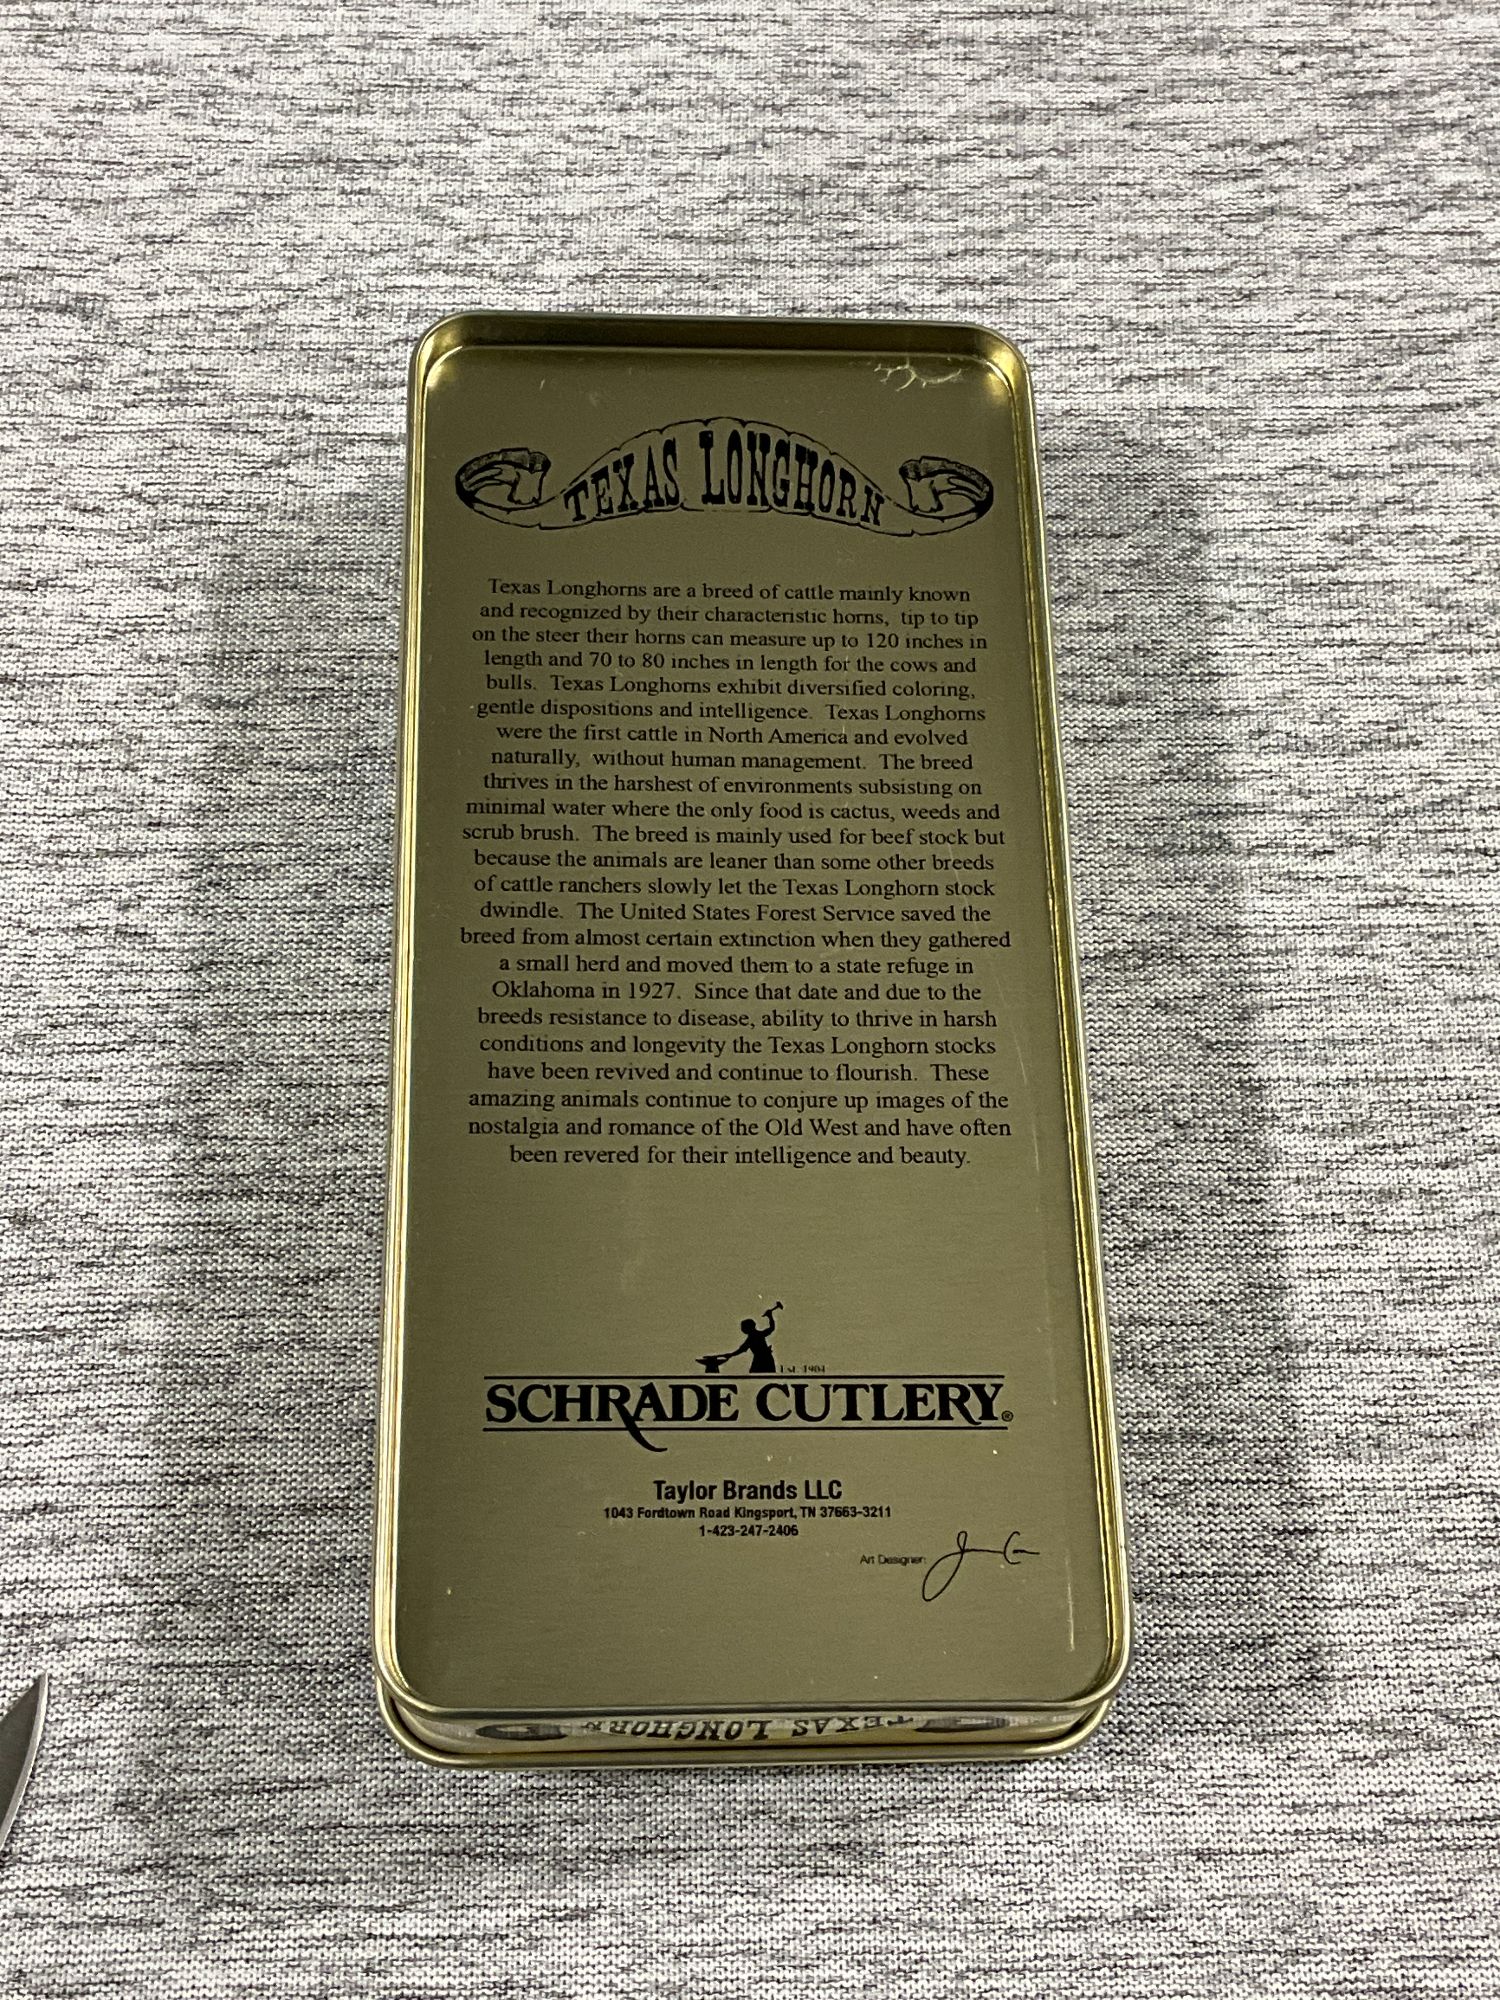 TEXAS LONGHORN
Texas Longhorns are a breed of cattle mainly known
and recognized by their characteristic horns, tip to tip
on the steer their horns can measure up to 120 inches in
length and 70 to 80 inches in length for the cows and
bulls. Texas Longhorns exhibit diversified coloring,
gentle dispositions and intelligence. Texas Longhorns
were the first cattle in North America and evolved
naturally, without human management. The breed
thrives in the harshest of environments subsisting on
minimal water where the only food is cactus, weeds and
scrub brush. The breed is mainly used for beef stock but
because the animals are leaner than some other breeds
of cattle ranchers slowly let the Texas Longhorn stock
dwindle. The United States Forest Service saved the
breed from almost certain extinction when they gathered
a small herd and moved them to a state refuge in
Oklahoma in 1927. Since that date and due to the
breeds resistance to disease, ability to thrive in harsh
conditions and longevity the Texas Longhorn stocks
have been revived and continue to flourish. These
amazing animals continue to conjure up images of the
nostalgia and romance of the Old West and have often
been revered for their intelligence and beauty.
Est. 1904
SCHRADE CUTLERY®
Taylor Brands LLC
1043 Fordtown Road Kingsport, TN 37663-3211
1-423-247-2406
Art Designer:
TEXAS LONGHORN